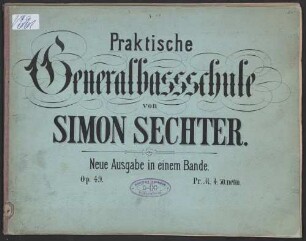 Praktische
Generalbassschule
von
SIMON SECHTER.
Neue Ausgabe in einem Bande.
Op. 49.